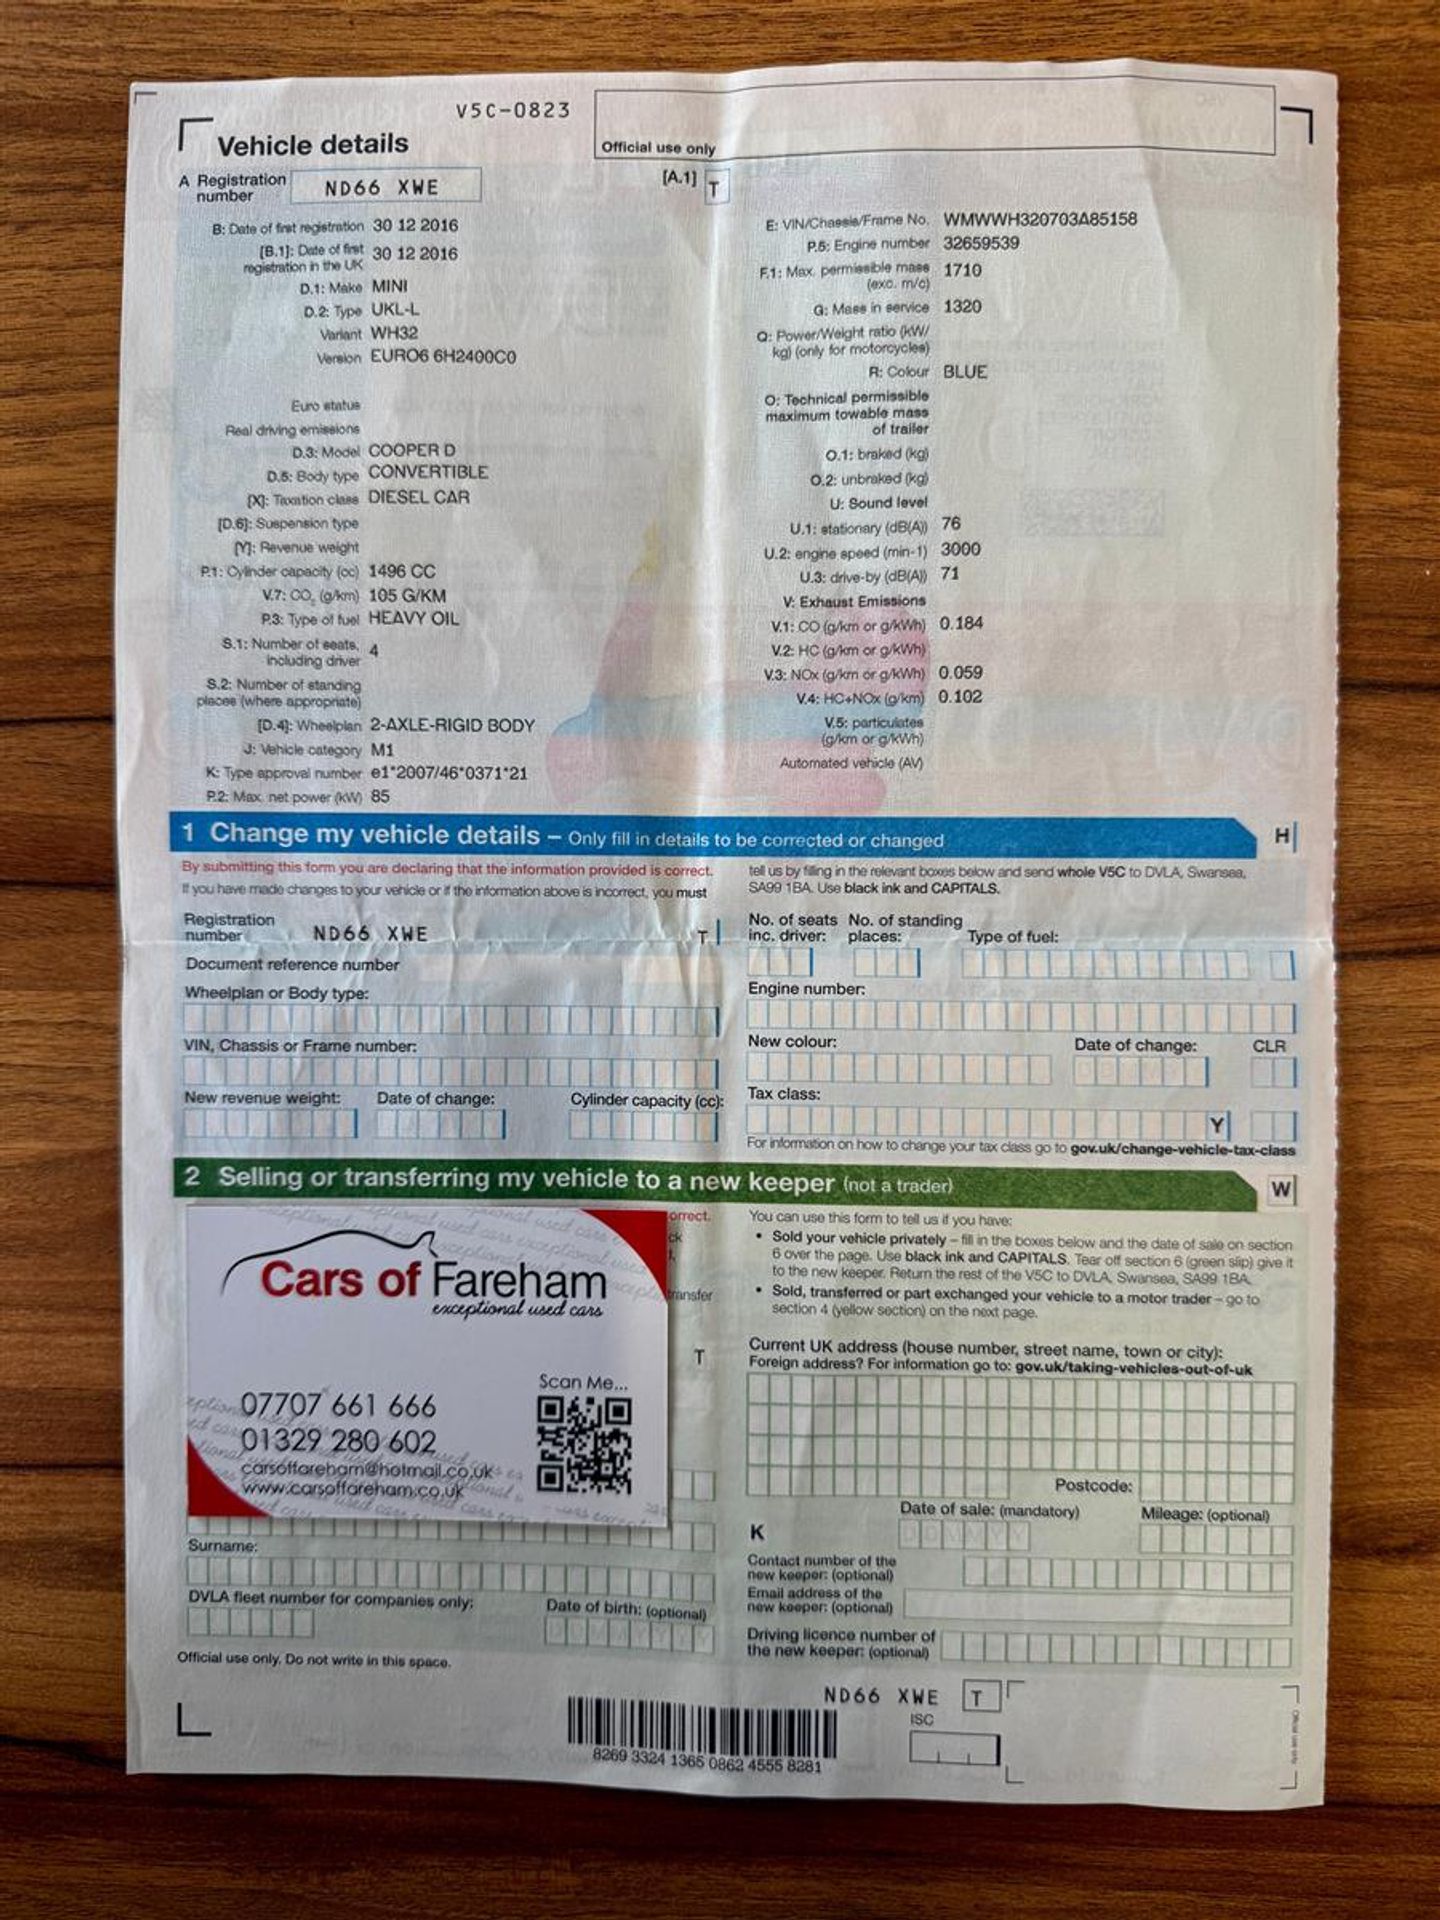 V5C-0823
Vehicle details
Official use only
A Registration number ND66 XWE
[A.1] T
B: Date of first registration 30 12 2016
[B.1]: Date of first registration in the UK 30 12 2016
D.1: Make MINI
D.2: Type UKL-L
Variant WH32
Version EURO6 6H2400C0
Euro status
Real driving emissions
D.3: Model COOPER D
D.5: Body type CONVERTIBLE
[X]: Taxation class DIESEL CAR
[D.6]: Suspension type
[Y]: Revenue weight
P.1: Cylinder capacity (cc) 1496 CC
V.7: CO₂ (g/km) 105 G/KM
P.3: Type of fuel HEAVY OIL
S.1: Number of seats, including driver 4
S.2: Number of standing places (where appropriate)
[D.4]: Wheelplan 2-AXLE-RIGID BODY
J: Vehicle category M1
K: Type approval number e1*2007/46*0371*21
P.2: Max. net power (kW) 85
E: VIN/Chassis/Frame No. WMWWH320703A85158
P.5: Engine number 32659539
F.1: Max. permissible mass (exc. m/c) 1710
G: Mass in service 1320
Q: Power/Weight ratio (kW/kg) (only for motorcycles)
R: Colour BLUE
O: Technical permissible maximum towable mass of trailer
O.1: braked (kg)
O.2: unbraked (kg)
U: Sound level
U.1: stationary (dB(A)) 76
U.2: engine speed (min-1) 3000
U.3: drive-by (dB(A)) 71
V: Exhaust Emissions
V.1: CO (g/km or g/kWh) 0.184
V.2: HC (g/km or g/kWh)
V.3: NOx (g/km or g/kWh) 0.059
V.4: HC+NOx (g/km) 0.102
V.5: particulates (g/km or g/kWh)
Automated vehicle (AV)
1 Change my vehicle details – Only fill in details to be corrected or changed H
By submitting this form you are declaring that the information provided is correct.
If you have made changes to your vehicle or if the information above is incorrect, you must
tell us by filing in the relevant boxes below and send whole V5C to DVLA, Swansea,
SA99 1BA. Use black ink and CAPITALS.
Registration number ND66 XWE T
Document reference number
Wheelplan or Body type:
VIN, Chassis or Frame number:
New revenue weight: Date of change: Cylinder capacity (cc):
No. of seats inc. driver: No. of standing places: Type of fuel:
Engine number:
New colour: Date of change: CLR
Tax class:
Y
For information on how to change your tax class go to gov.uk/change-vehicle-tax-class
2 Selling or transferring my vehicle to a new keeper (not a trader) W
orrect.
ck
transfer
T
Cars of Fareham
exceptional used cars
Scan Me...
07707 661 666
01329 280 602
carsoffareham@hotmail.co.uk
www.carsoffareham.co.uk
Surname:
DVLA fleet number for companies only: Date of birth: (optional)
Official use only. Do not write in this space.
You can use this form to tell us if you have:
• Sold your vehicle privately – fill in the boxes below and the date of sale on section
6 over the page. Use black ink and CAPITALS. Tear off section 6 (green slip) give it
to the new keeper. Return the rest of the V5C to DVLA, Swansea, SA99 1BA.
• Sold, transferred or part exchanged your vehicle to a motor trader – go to
section 4 (yellow section) on the next page.
Current UK address (house number, street name, town or city):
Foreign address? For information go to: gov.uk/taking-vehicles-out-of-uk
Postcode:
K Date of sale: (mandatory) Mileage: (optional)
Contact number of the new keeper: (optional)
Email address of the new keeper: (optional)
Driving licence number of the new keeper: (optional)
ND66 XWE T
ISC
8269 3324 1365 0862 4555 8281
Official use only